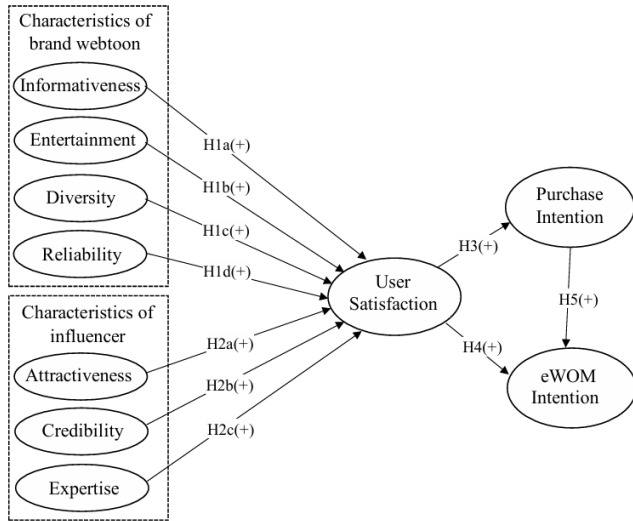 Characteristics of
brand webtoon
Informativeness
Entertainment
Diversity
Reliability
H1a(+)
H1b(+)
H1c(+)
H1d(+)
Characteristics of
influencer
Attractiveness
Credibility
Expertise
H2a(+)
H2b(+)
H2c(+)
User
Satisfaction
H3(+)
H4(+)
Purchase
Intention
H5(+)
eWOM
Intention